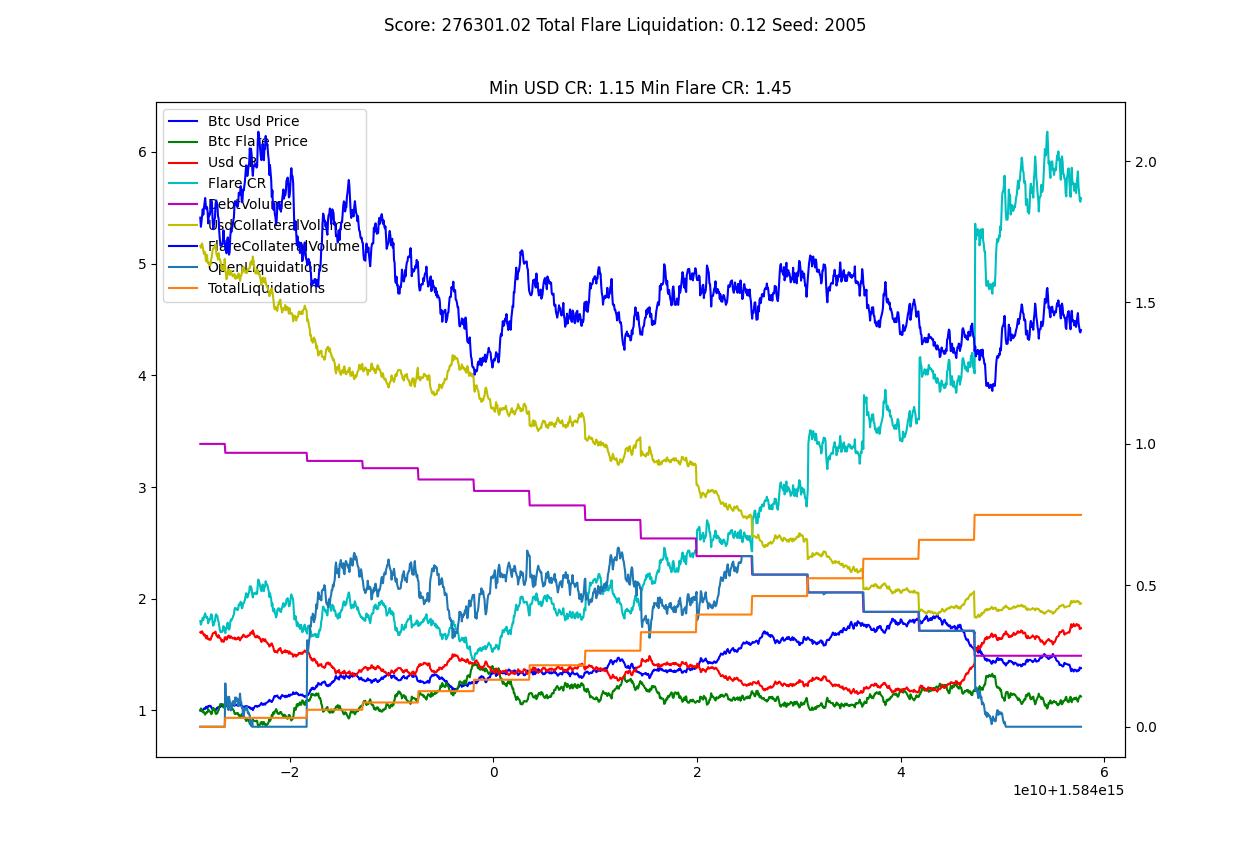 Score: 276301.02 Total Flare Liquidation: 0.12 Seed: 2005
Min USD CR: 1.15 Min Flare CR: 1.45
Btc Usd Price
Btc Flare Price
Usd CR
Flare CR
DebtVolume
UsdCollateralVolume
FlareCollateralVolume
OpenLiquidations
TotalLiquidations
6
5
4
3
2
1
2.0
1.5
1.0
0.5
0.0
−2
0
2
4
6
1e10+1.584e15